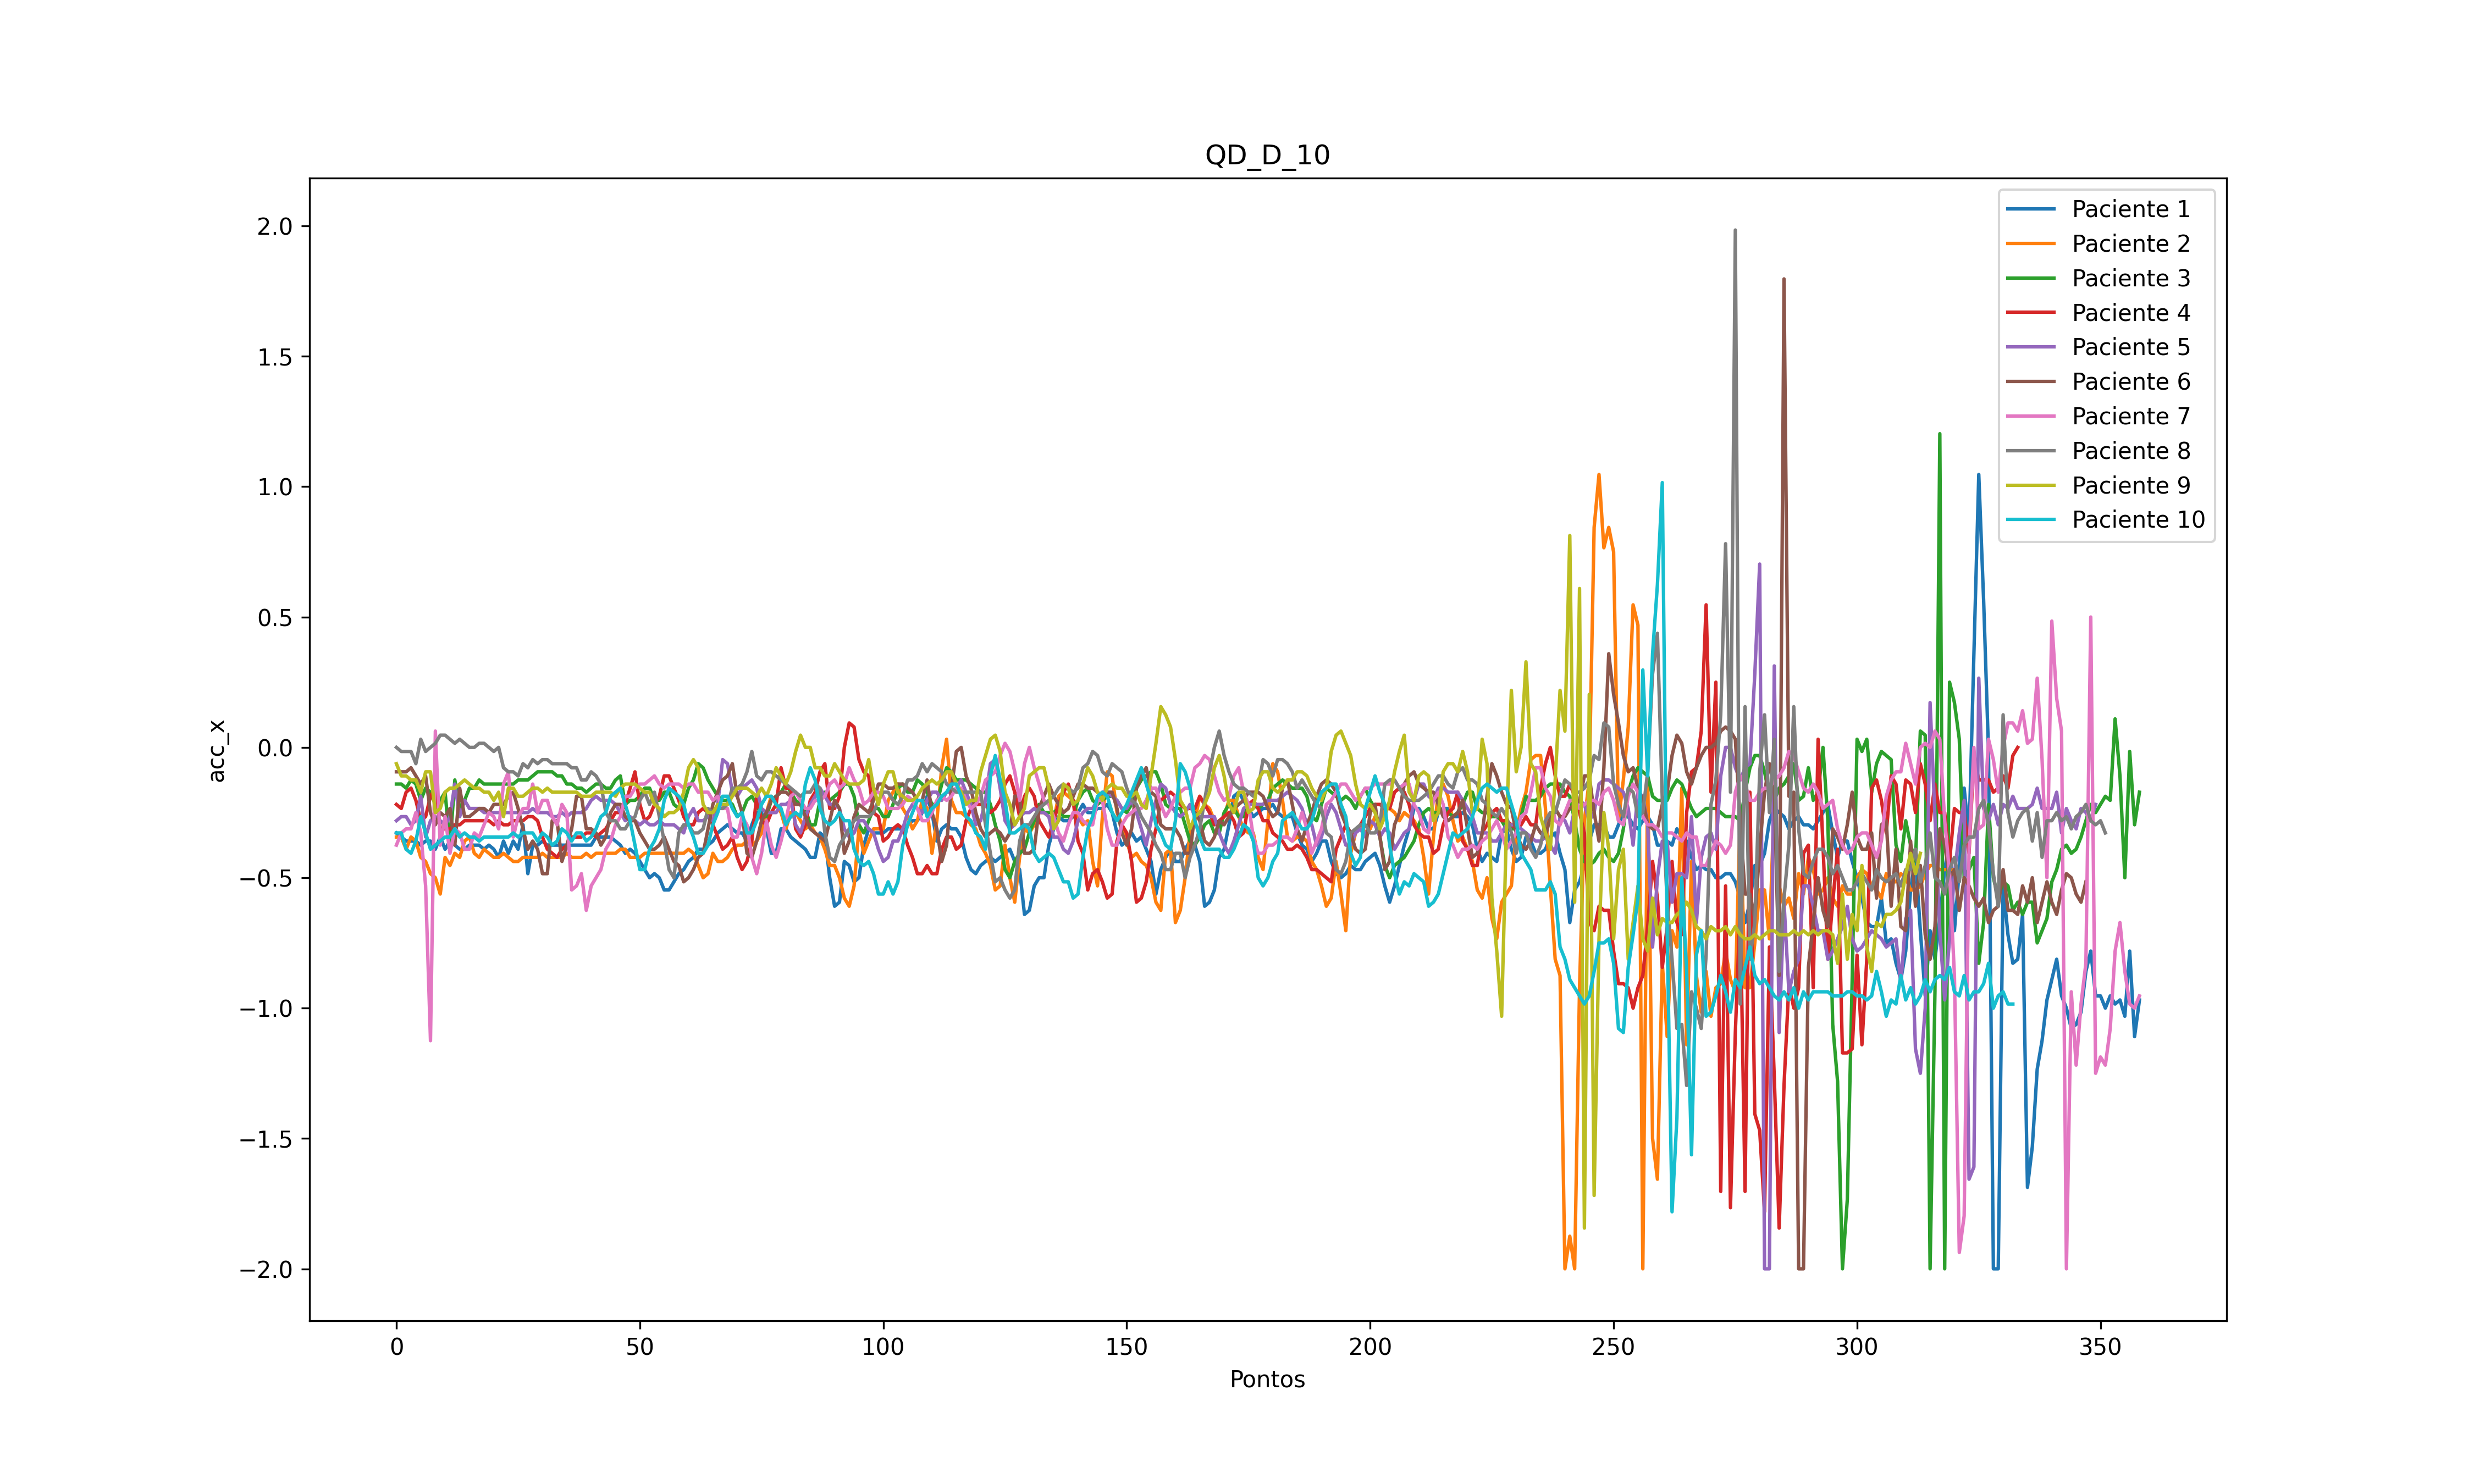 QD_D_10
2.0
1.5
1.0
0.5
0.0
−0.5
−1.0
−1.5
−2.0
acc_x
0 50 100 150 200 250 300 350
Pontos
Paciente 1
Paciente 2
Paciente 3
Paciente 4
Paciente 5
Paciente 6
Paciente 7
Paciente 8
Paciente 9
Paciente 10